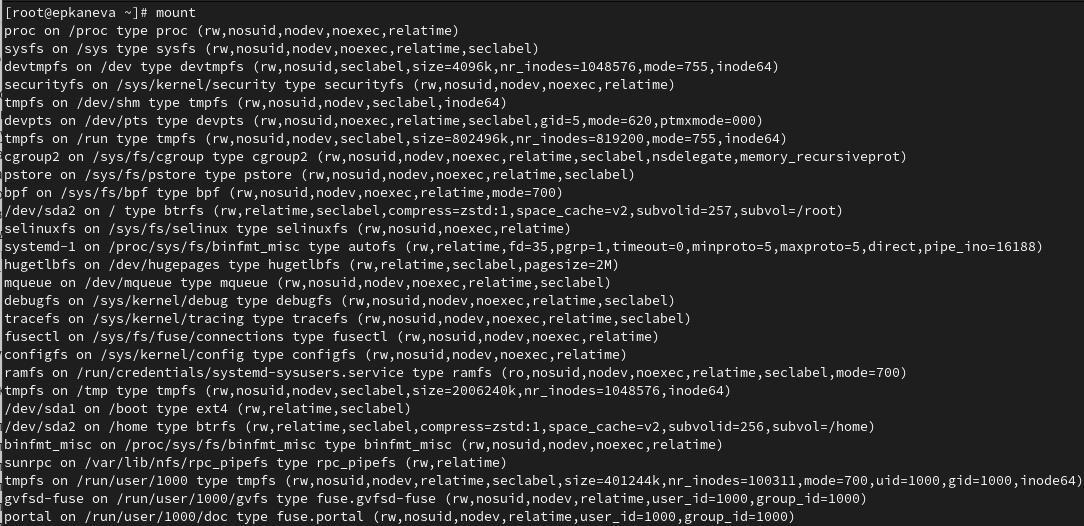 [root@epkaneva ~]# mount
proc on /proc type proc (rw,nosuid,nodev,noexec,relatime)
sysfs on /sys type sysfs (rw,nosuid,nodev,noexec,relatime,seclabel)
devtmpfs on /dev type devtmpfs (rw,nosuid,seclabel,size=4096k,nr_inodes=1048576,mode=755,inode64)
securityfs on /sys/kernel/security type securityfs (rw,nosuid,nodev,noexec,relatime)
tmpfs on /dev/shm type tmpfs (rw,nosuid,nodev,seclabel,inode64)
devpts on /dev/pts type devpts (rw,nosuid,noexec,relatime,seclabel,gid=5,mode=620,ptmxmode=000)
tmpfs on /run type tmpfs (rw,nosuid,nodev,seclabel,size=802496k,nr_inodes=819200,mode=755,inode64)
cgroup2 on /sys/fs/cgroup type cgroup2 (rw,nosuid,nodev,noexec,relatime,seclabel,nsdelegate,memory_recursiveprot)
pstore on /sys/fs/pstore type pstore (rw,nosuid,nodev,noexec,relatime,seclabel)
bpf on /sys/fs/bpf type bpf (rw,nosuid,nodev,noexec,relatime,mode=700)
/dev/sda2 on / type btrfs (rw,relatime,seclabel,compress=zstd:1,space_cache=v2,subvolid=257,subvol=/root)
selinuxfs on /sys/fs/selinux type selinuxfs (rw,nosuid,noexec,relatime)
systemd-1 on /proc/sys/fs/binfmt_misc type autofs (rw,relatime,fd=35,pgrp=1,timeout=0,minproto=5,maxproto=5,direct,pipe_ino=16188)
hugetlbfs on /dev/hugepages type hugetlbfs (rw,relatime,seclabel,pagesize=2M)
mqueue on /dev/mqueue type mqueue (rw,nosuid,nodev,noexec,relatime,seclabel)
debugfs on /sys/kernel/debug type debugfs (rw,nosuid,nodev,noexec,relatime,seclabel)
tracefs on /sys/kernel/tracing type tracefs (rw,nosuid,nodev,noexec,relatime,seclabel)
fusectl on /sys/fs/fuse/connections type fusectl (rw,nosuid,nodev,noexec,relatime)
configfs on /sys/kernel/config type configfs (rw,nosuid,nodev,noexec,relatime)
ramfs on /run/credentials/systemd-sysusers.service type ramfs (ro,nosuid,nodev,noexec,relatime,seclabel,mode=700)
tmpfs on /tmp type tmpfs (rw,nosuid,nodev,seclabel,size=2006240k,nr_inodes=1048576,inode64)
/dev/sda1 on /boot type ext4 (rw,relatime,seclabel)
/dev/sda2 on /home type btrfs (rw,relatime,seclabel,compress=zstd:1,space_cache=v2,subvolid=256,subvol=/home)
binfmt_misc on /proc/sys/fs/binfmt_misc type binfmt_misc (rw,nosuid,nodev,noexec,relatime)
sunrpc on /var/lib/nfs/rpc_pipefs type rpc_pipefs (rw,relatime)
tmpfs on /run/user/1000 type tmpfs (rw,nosuid,nodev,relatime,seclabel,size=401244k,nr_inodes=100311,mode=700,uid=1000,gid=1000,inode64)
gvfsd-fuse on /run/user/1000/gvfs type fuse.gvfsd-fuse (rw,nosuid,nodev,relatime,user_id=1000,group_id=1000)
portal on /run/user/1000/doc type fuse.portal (rw,nosuid,nodev,relatime,user_id=1000,group_id=1000)